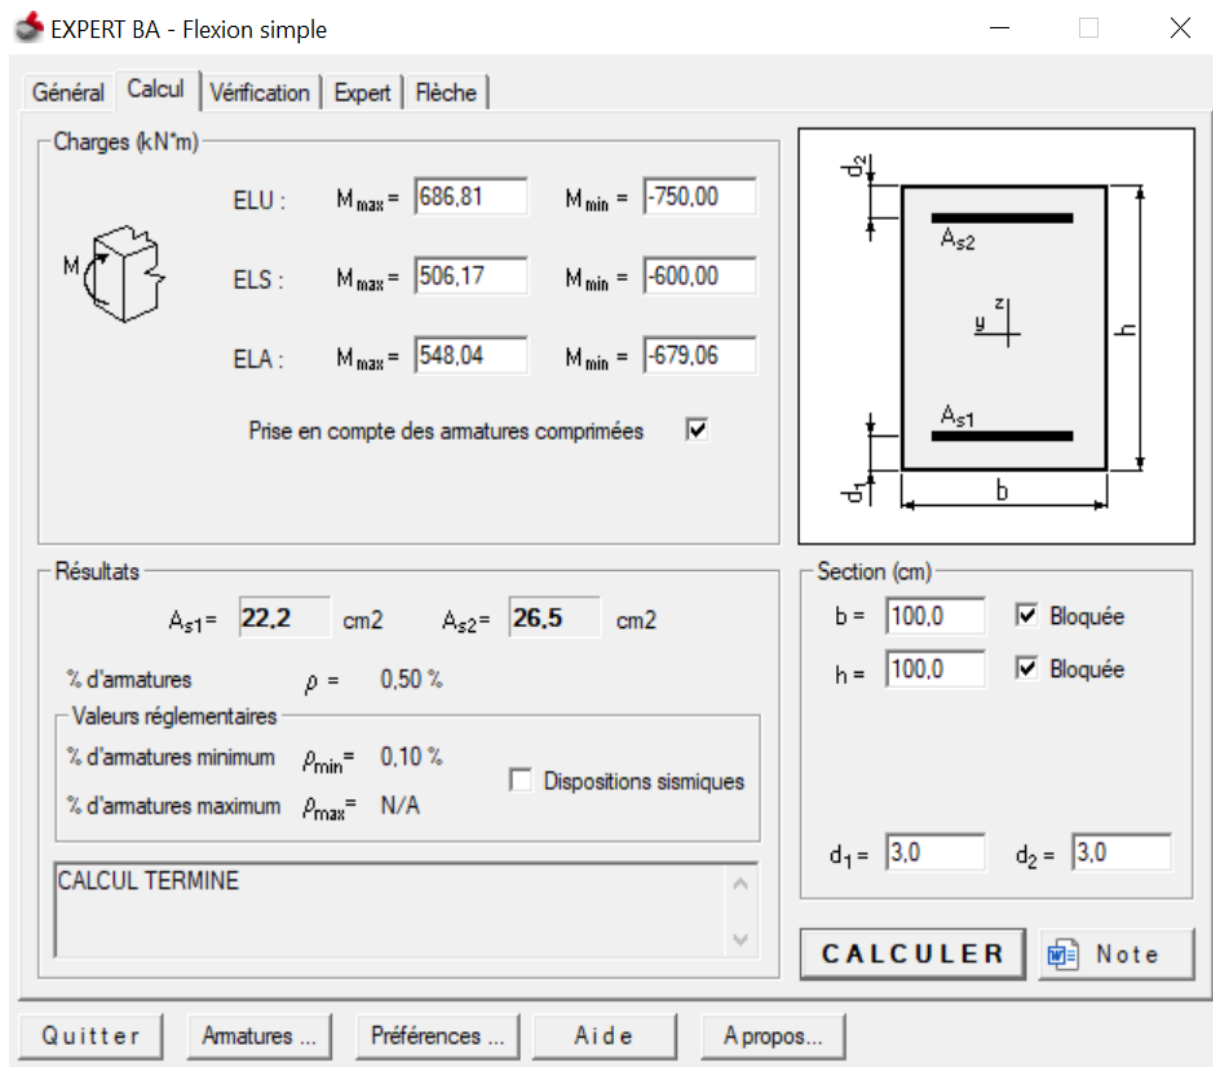 EXPERT BA - Flexion simple
Général Calcul Vérification Expert Flèche
Charges (kN*m)
ELU : M max = 686,81 M min = -750,00
ELS : M max = 506,17 M min = -600,00
ELA : M max = 548,04 M min = -679,06
M
Prise en compte des armatures comprimées
d2
As2
z
y
h
As1
d1
b
Résultats
As1= 22,2 cm2 As2= 26,5 cm2
% d'armatures ρ = 0,50 %
Valeurs réglementaires
% d'armatures minimum ρmin= 0,10 %
Dispositions sismiques
% d'armatures maximum ρmax= N/A
CALCUL TERMINE
Section (cm)
b = 100,0 Bloquée
h = 100,0 Bloquée
d1 = 3,0 d2 = 3,0
CALCULER Note
Quitter Armatures ... Préférences ... Aide A propos...